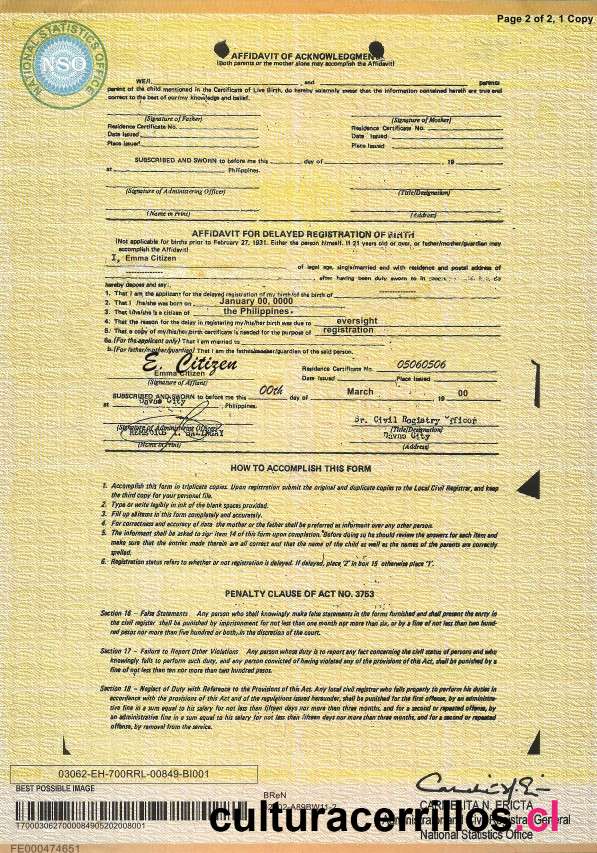 Page 2 of 2, 1 Copy
NATIONAL STATISTICS OFFICE
NSO
AFFIDAVIT OF ACKNOWLEDGMENT
(Both parents or the mother alone may accomplish the Affidavit)
WE/I, and parents/
parent of the child mentioned in the Certificate of Live Birth, do hereby solemnly swear that the information contained herein are true and
correct to the best of our/my knowledge and belief.
(Signature of Father) (Signature of Mother)
Residence Certificate No. Residence Certificate No.
Date Issued Date Issued
Place Issued Place Issued
SUBSCRIBED AND SWORN to before me this day of 19
at Philippines.
(Signature of Administering Officer) (Title/Designation)
(Name in Print) (Address)
AFFIDAVIT FOR DELAYED REGISTRATION OF BIRTH
(Not applicable for births prior to February 27, 1931. Either the person himself, if 21 years old or over, or father/mother/guardian may
accomplish the Affidavit)
I, Emma Citizen
of legal age, single/married and with residence and postal address of
after having been duly sworn to in
hereby depose and say:
1. That I am the applicant for the delayed registration of my birth/of the birth of
2. That I /he/she was born on January 00, 0000
3. That I/he/she is a citizen of the Philippines
4. That the reason for the delay in registering my/his/her birth was due to oversight
5. That a copy of my/his/her birth certificate is needed for the purpose of registration
6a. (For the applicant only) That I am married to
b. (For father/mother/guardian) That I am the father/mother/guardian of the said person.
E. Citizen
Emma Citizen
(Signature of Affiant)
Residence Certificate No. 05060506
Date Issued Place Issued
SUBSCRIBED AND SWORN to before me this 00th day of March 19 00
at Davao City , Philippines.
Sr. Civil Registry Officer
(Signature of Administering Officer) (Title/Designation)
Davao City
(Name in Print) (Address)
HOW TO ACCOMPLISH THIS FORM
1. Accomplish this form in triplicate copies. Upon registration submit the original and duplicate copies to the Local Civil Registrar, and keep
the third copy for your personal file.
2. Type or write legibly in ink of the blank spaces provided.
3. Fill up all items in this form completely and accurately.
4. For correctness and accuracy of data the mother or the father shall be preferred as informant over any other person.
5. The informant shall be asked to sign item 14 of this form upon completion. Before doing so he should review the answers for each item and
make sure that the entries made therein are all correct and that the name of the child as well as the names of the parents are correctly
spelled.
6. Registration status refers to whether or not registration is delayed. If delayed, place '2' in box 15 otherwise place '1'.
PENALTY CLAUSE OF ACT NO. 3753
Section 16 – False Statements Any person who shall knowingly make false statements in the forms furnished and shall present the entry in
the civil register shall be punished by imprisonment for not less than one month nor more than six, or by a fine of not less than two hund-
red pesos nor more than five hundred or both, in the discretion of the court.
Section 17 – Failure to Report Other Violations Any person whose duty is to report any fact concerning the civil status of persons and who
knowingly fails to perform such duty, and any person convicted of having violated any of the provisions of this Act, shall be punished by a
fine of not less than ten nor more than two hundred pesos.
Section 18 – Neglect of Duty with Reference to the Provisions of this Act. Any local civil registrar who fails properly to perform his duties in
accordance with the provisions of this Act and of the regulations issued hereunder, shall be punished for the first offense, by an administra-
tive fine in a sum equal to his salary for not less than fifteen days nor more than three months, and for a second or repeated offense, by
an administrative fine in a sum equal to his salary for not less than fifteen days nor more than three months, and for a second or repeated
offense, by removal from the service.
03062-EH-700RRL-00849-BI001
BEST POSSIBLE IMAGE
BReN
T700030627000084905202008001
culturacervicos.cl
CARMELITA N. ERICTA
Administrator and Civil Registrar General
National Statistics Office
FE000474651